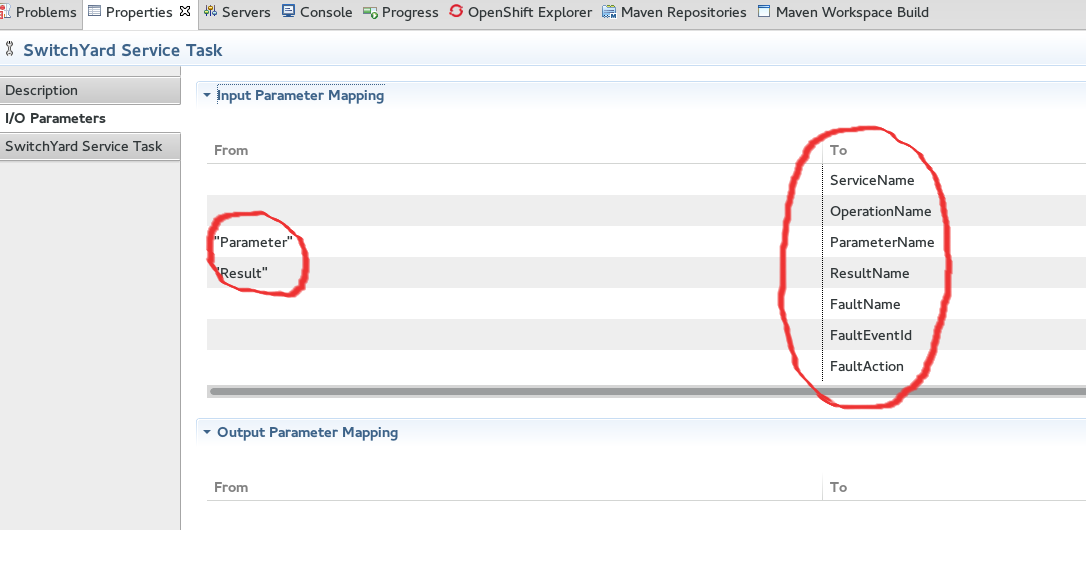 Problems Properties Servers Console Progress OpenShift Explorer Maven Repositories Maven Workspace Build
SwitchYard Service Task
Description
I/O Parameters
SwitchYard Service Task
Input Parameter Mapping
From To
ServiceName
OperationName
"Parameter" ParameterName
"Result" ResultName
FaultName
FaultEventId
FaultAction
Output Parameter Mapping
From To